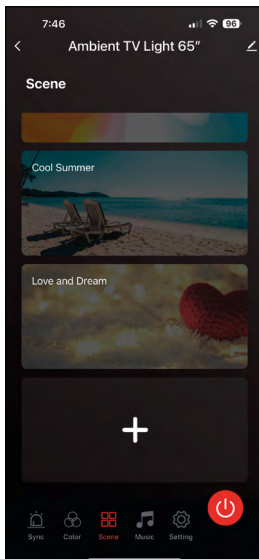 7:46
96
Ambient TV Light 65"
Scene
Cool Summer
Love and Dream
Sync
Color
Scene
Music
Setting